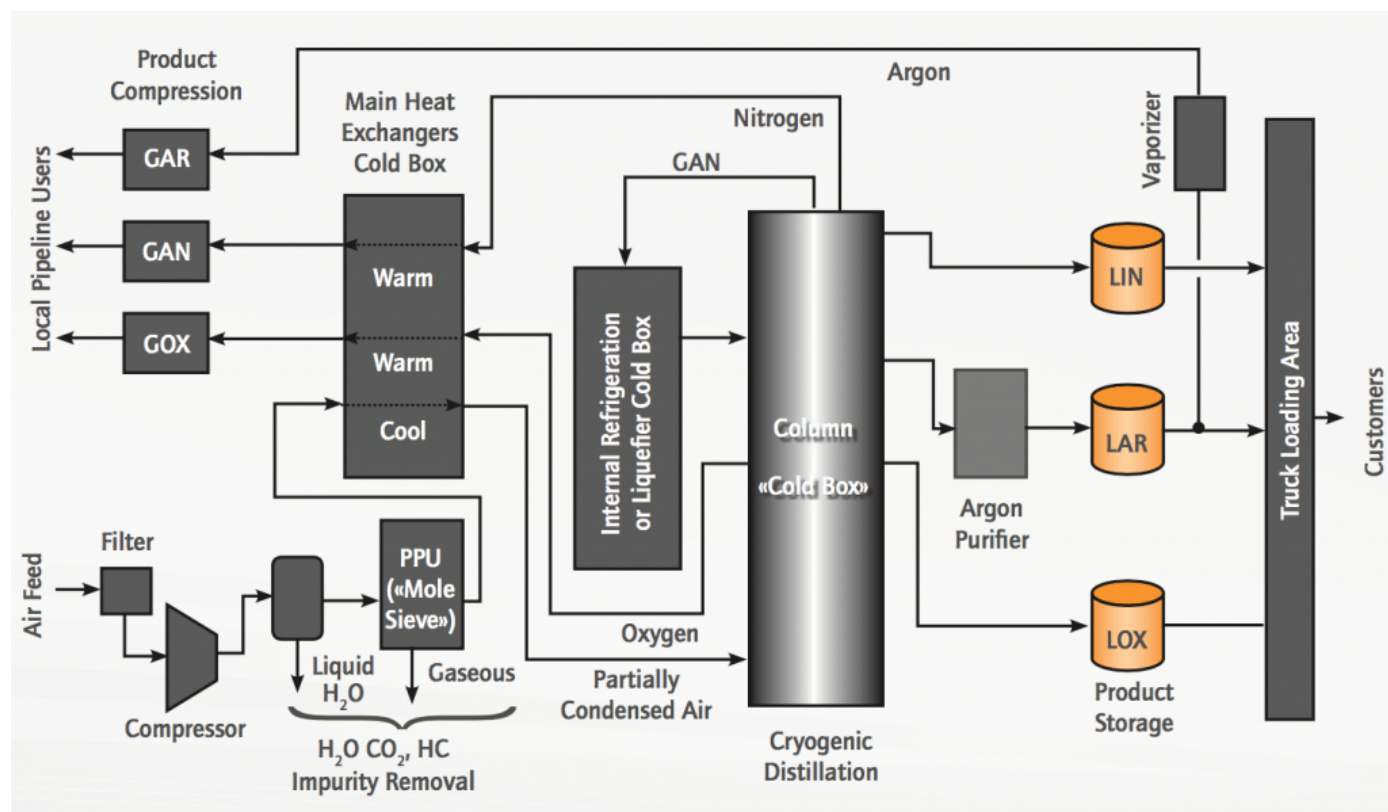 Product
Compression
Argon
Main Heat
Exchangers
Cold Box
Nitrogen
Vaporizer
GAR
GAN
Local Pipeline Users
GAN
Warm
LIN
GOX
Warm
Internal Refrigeration
or Liquefier Cold Box
Truck Loading Area
Cool
Column
«Cold Box»
LAR
Customers
Argon
Purifier
Filter
Air Feed
PPU
(«Mole
Sieve»)
Oxygen
LOX
Liquid
H₂O
Gaseous
Partially
Condensed Air
Product
Storage
Compressor
H₂O CO₂, HC
Impurity Removal
Cryogenic
Distillation